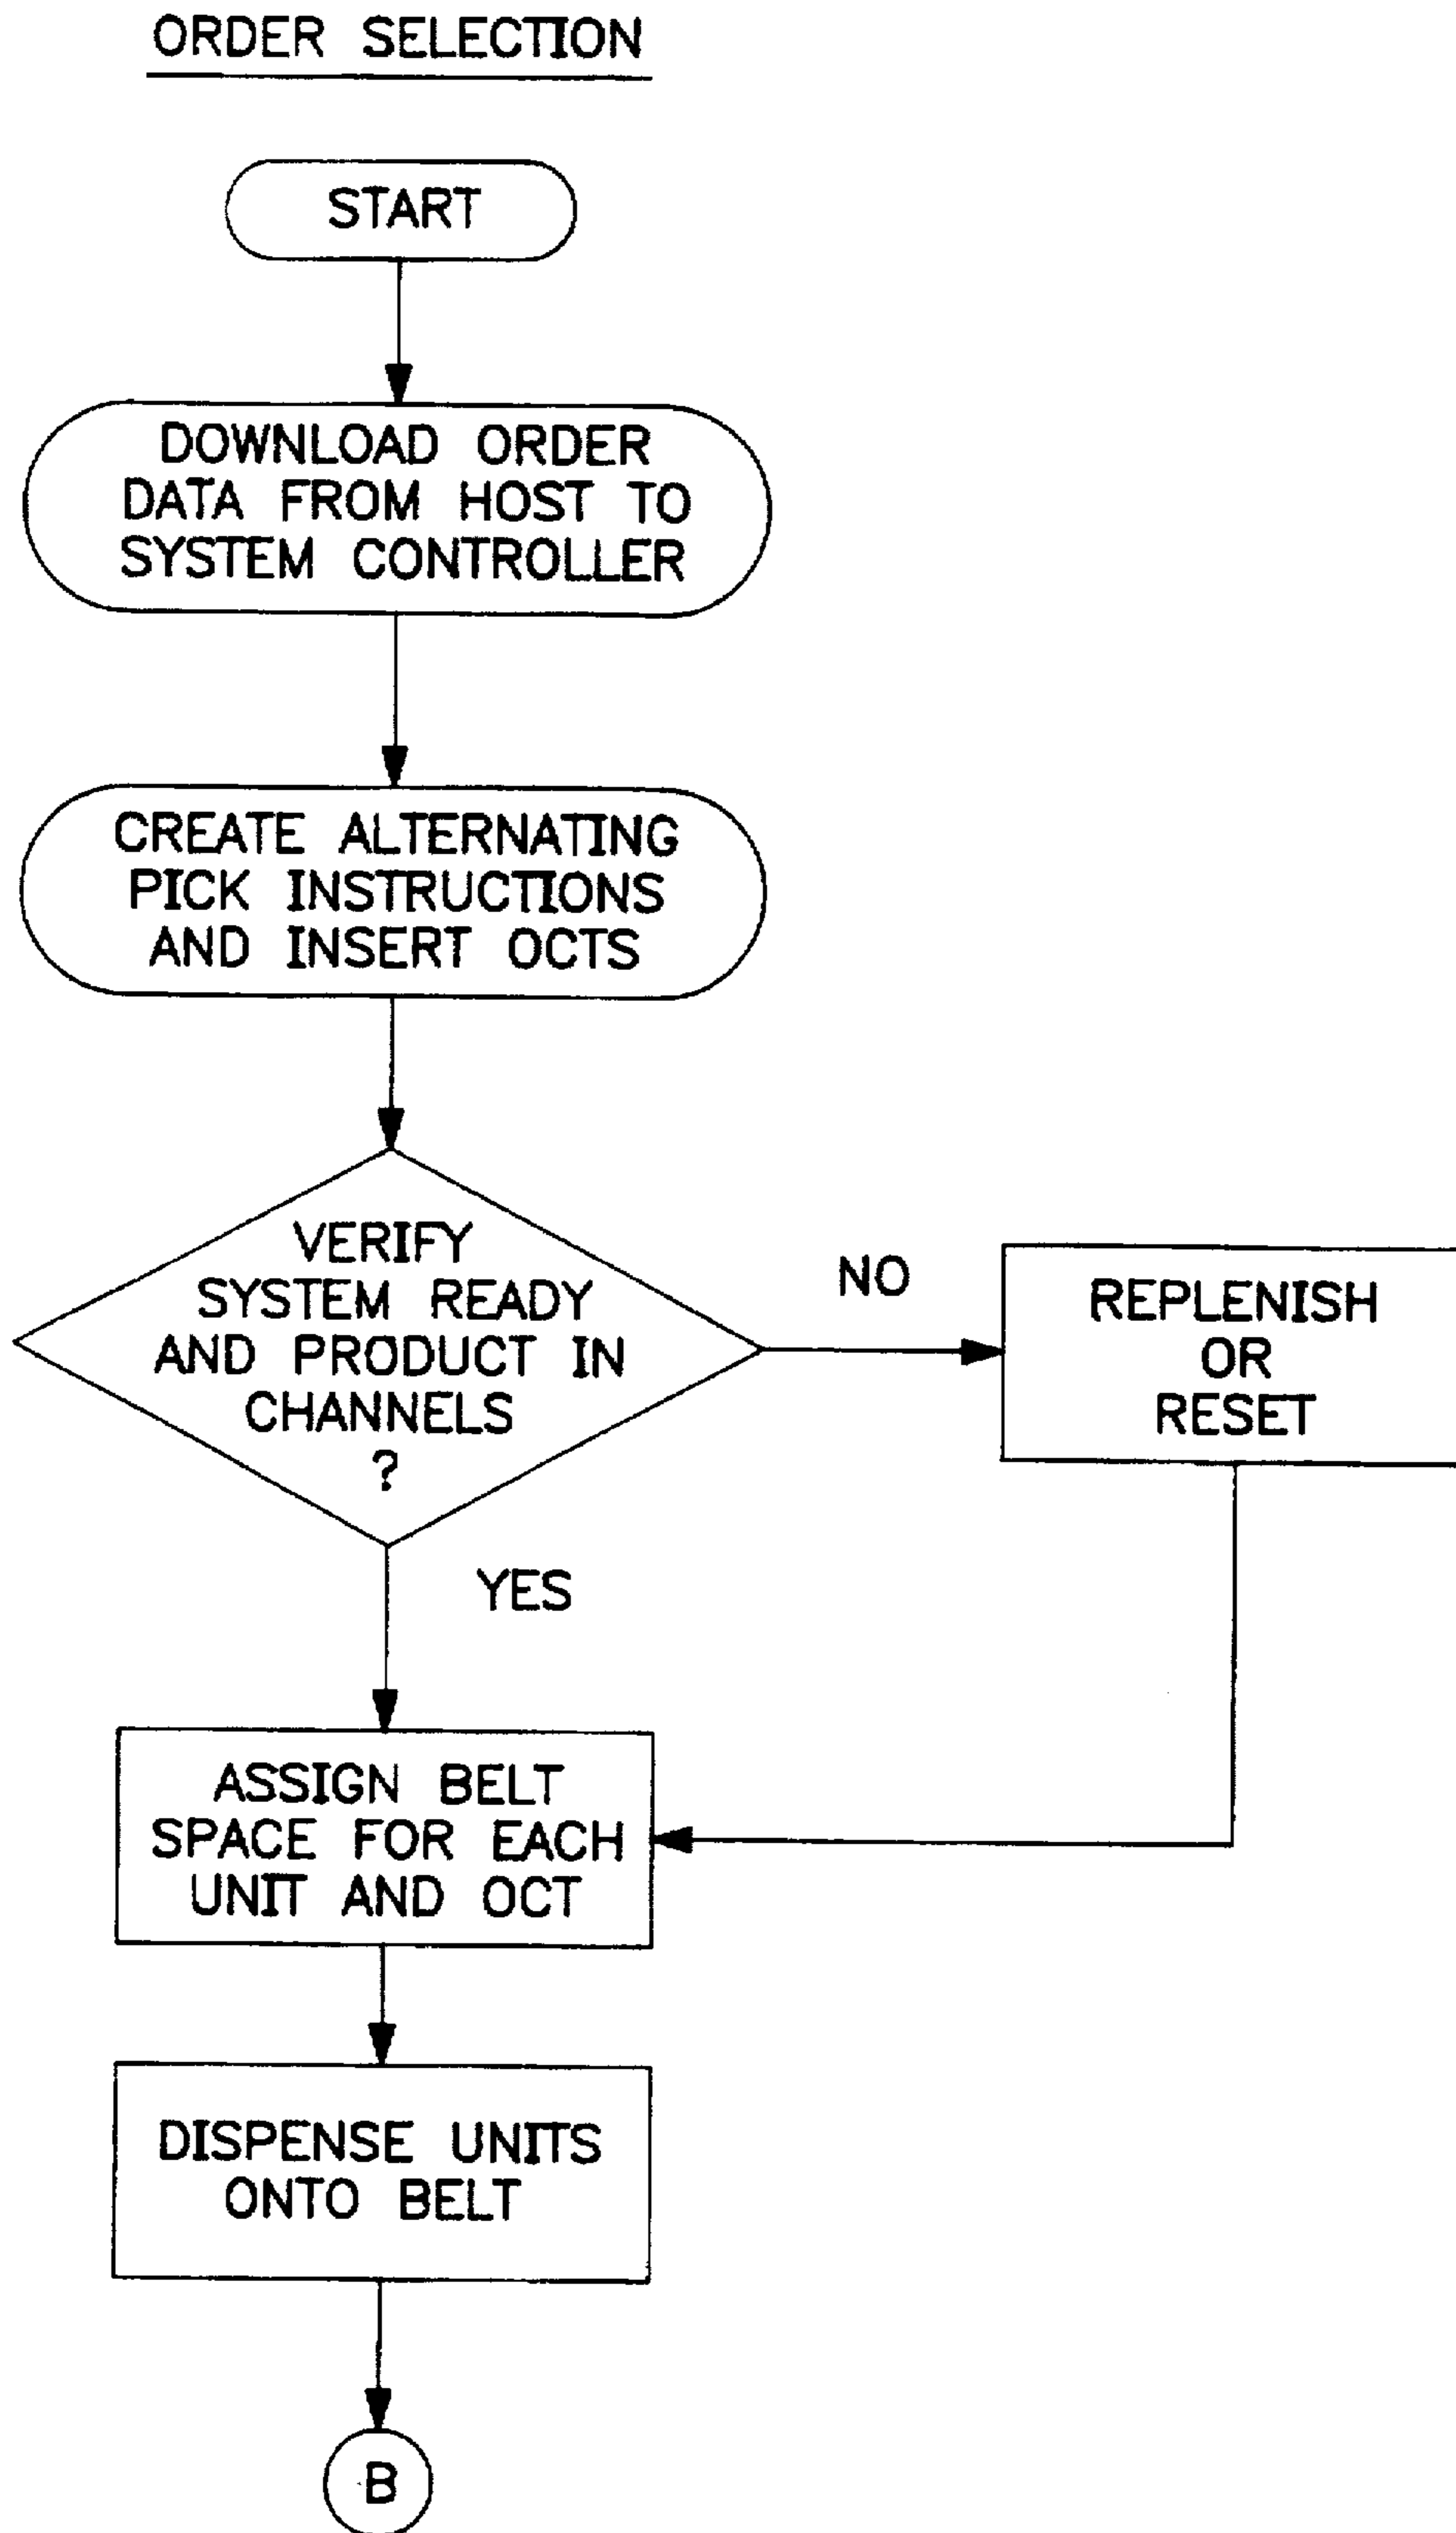 ORDER SELECTION
START
DOWNLOAD ORDER
DATA FROM HOST TO
SYSTEM CONTROLLER
CREATE ALTERNATING
PICK INSTRUCTIONS
AND INSERT OCTS
VERIFY
SYSTEM READY
AND PRODUCT IN
CHANNELS
?
NO
REPLENISH
OR
RESET
YES
ASSIGN BELT
SPACE FOR EACH
UNIT AND OCT
DISPENSE UNITS
ONTO BELT
B